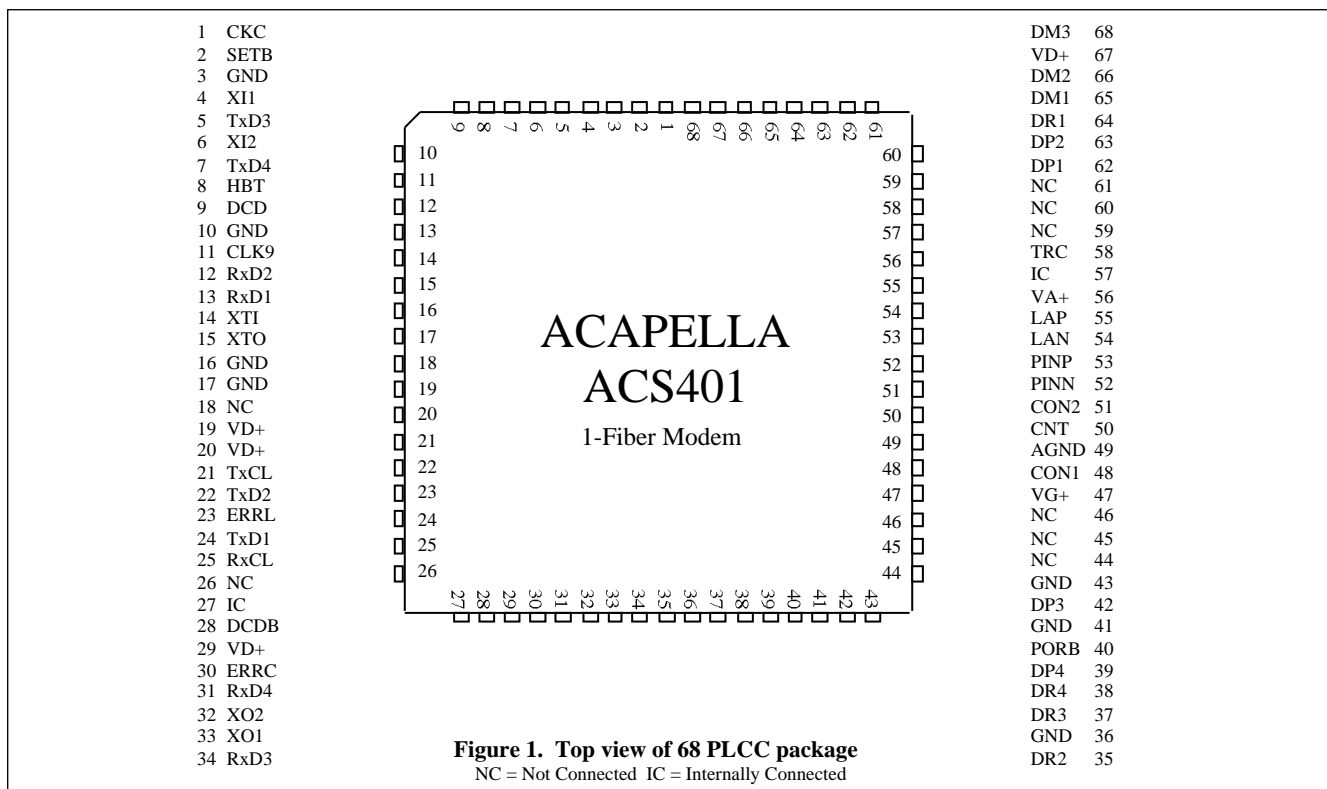 1 CKC
2 SETB
3 GND
4 XI1
5 TxD3
6 XI2
7 TxD4
8 HBT
9 DCD
10 GND
11 CLK9
12 RxD2
13 RxD1
14 XTI
15 XTO
16 GND
17 GND
18 NC
19 VD+
20 VD+
21 TxCL
22 TxD2
23 ERRL
24 TxD1
25 RxCL
26 NC
27 IC
28 DCDB
29 VD+
30 ERRC
31 RxD4
32 XO2
33 XO1
34 RxD3
9 8 7 6 5 4 3 2 1 68 67 66 65 64 63 62 61
10
11
12
13
14
15
16
17
18
19
20
21
22
23
24
25
26
ACAPELLA
ACS401
1-Fiber Modem
60
59
58
57
56
55
54
53
52
51
50
49
48
47
46
45
44
27 28 29 30 31 32 33 34 35 36 37 38 39 40 41 42 43
DM3 68
VD+ 67
DM2 66
DM1 65
DR1 64
DP2 63
DP1 62
NC 61
NC 60
NC 59
TRC 58
IC 57
VA+ 56
LAP 55
LAN 54
PINP 53
PINN 52
CON2 51
CNT 50
AGND 49
CON1 48
VG+ 47
NC 46
NC 45
NC 44
GND 43
DP3 42
GND 41
PORB 40
DP4 39
DR4 38
DR3 37
GND 36
DR2 35
Figure 1. Top view of 68 PLCC package
NC = Not Connected IC = Internally Connected